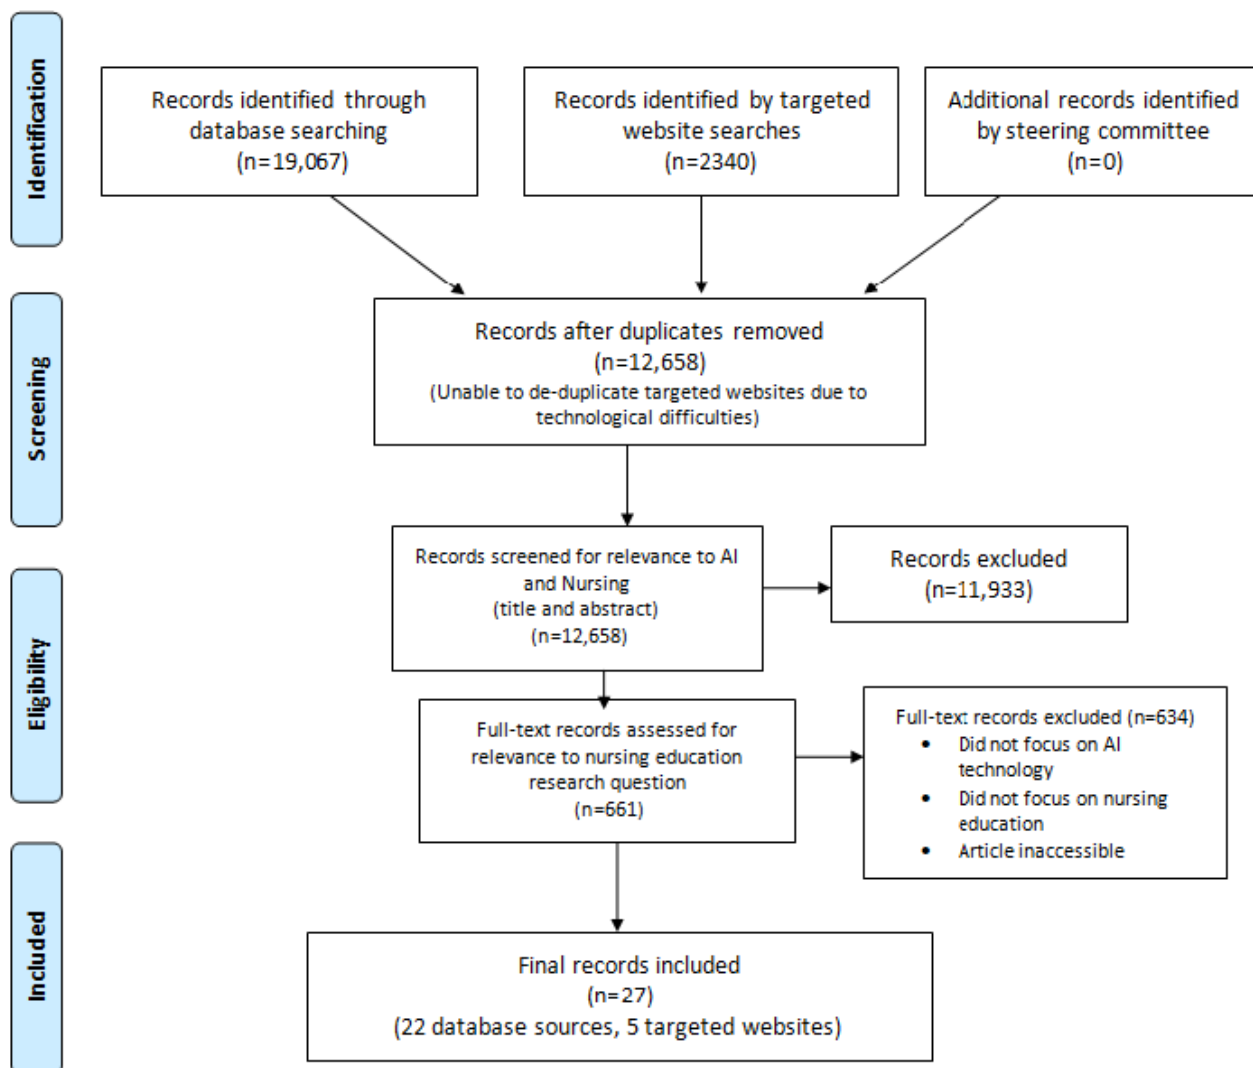 Identification
Records identified through
database searching
(n=19,067)
Records identified by targeted
website searches
(n=2340)
Additional records identified
by steering committee
(n=0)
Screening
Records after duplicates removed
(n=12,658)
(Unable to de-duplicate targeted websites due to
technological difficulties)
Eligibility
Records screened for relevance to AI
and Nursing
(title and abstract)
(n=12,658)
Records excluded
(n=11,933)
Full-text records assessed for
relevance to nursing education
research question
(n=661)
Full-text records excluded (n=634)
• Did not focus on AI
technology
• Did not focus on nursing
education
• Article inaccessible
Included
Final records included
(n=27)
(22 database sources, 5 targeted websites)